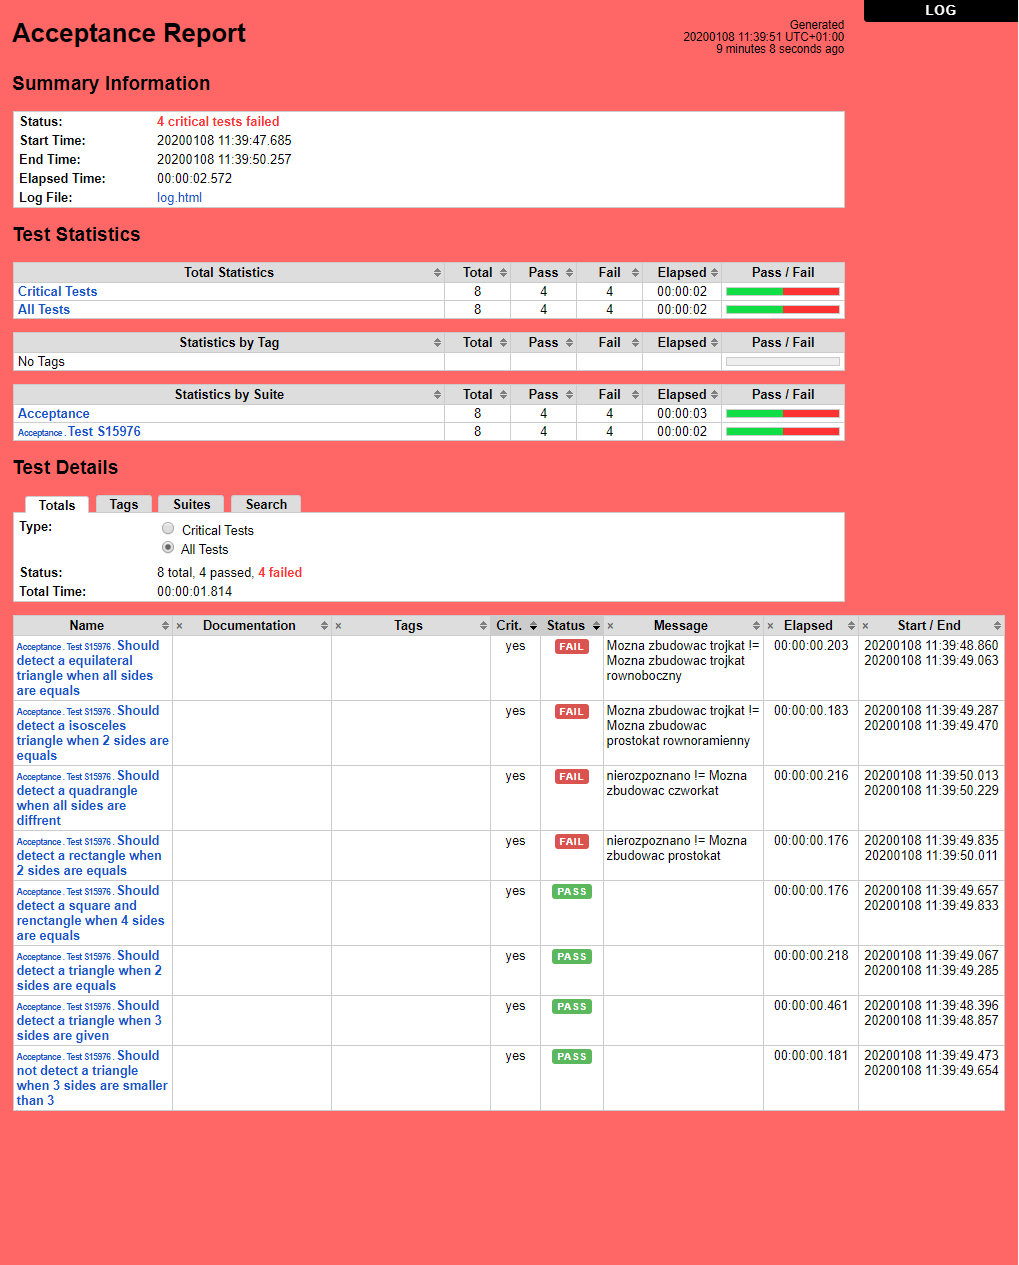 LOG
Acceptance Report
Generated
20200108 11:39:51 UTC+01:00
9 minutes 8 seconds ago
Summary Information
Status: 4 critical tests failed
Start Time: 20200108 11:39:47.685
End Time: 20200108 11:39:50.257
Elapsed Time: 00:00:02.572
Log File: log.html
Test Statistics
Total Statistics Total Pass Fail Elapsed Pass / Fail
Critical Tests 8 4 4 00:00:02
All Tests 8 4 4 00:00:02
Statistics by Tag Total Pass Fail Elapsed Pass / Fail
No Tags
Statistics by Suite Total Pass Fail Elapsed Pass / Fail
Acceptance 8 4 4 00:00:03
Acceptance . Test S15976 8 4 4 00:00:02
Test Details
Totals Tags Suites Search
Type: Critical Tests
All Tests
Status: 8 total, 4 passed, 4 failed
Total Time: 00:00:01.814
Name × Documentation × Tags Crit. Status × Message × Elapsed × Start / End
Acceptance . Test S15976 . Should yes FAIL Mozna zbudowac trojkat != 00:00:00.203 20200108 11:39:48.860
detect a equilateral Mozna zbudowac trojkat 20200108 11:39:49.063
triangle when all sides rownoboczny
are equals
Acceptance . Test S15976 . Should yes FAIL Mozna zbudowac trojkat != 00:00:00.183 20200108 11:39:49.287
detect a isosceles Mozna zbudowac 20200108 11:39:49.470
triangle when 2 sides are prostokat rownoramienny
equals
Acceptance . Test S15976 . Should yes FAIL nierozpoznano != Mozna 00:00:00.216 20200108 11:39:50.013
detect a quadrangle zbudowac czworkat 20200108 11:39:50.229
when all sides are
diffrent
Acceptance . Test S15976 . Should yes FAIL nierozpoznano != Mozna 00:00:00.176 20200108 11:39:49.835
detect a rectangle when zbudowac prostokat 20200108 11:39:50.011
2 sides are equals
Acceptance . Test S15976 . Should yes PASS 00:00:00.176 20200108 11:39:49.657
detect a square and 20200108 11:39:49.833
renctangle when 4 sides
are equals
Acceptance . Test S15976 . Should yes PASS 00:00:00.218 20200108 11:39:49.067
detect a triangle when 2 20200108 11:39:49.285
sides are equals
Acceptance . Test S15976 . Should yes PASS 00:00:00.461 20200108 11:39:48.396
detect a triangle when 3 20200108 11:39:48.857
sides are given
Acceptance . Test S15976 . Should yes PASS 00:00:00.181 20200108 11:39:49.473
not detect a triangle 20200108 11:39:49.654
when 3 sides are smaller
than 3